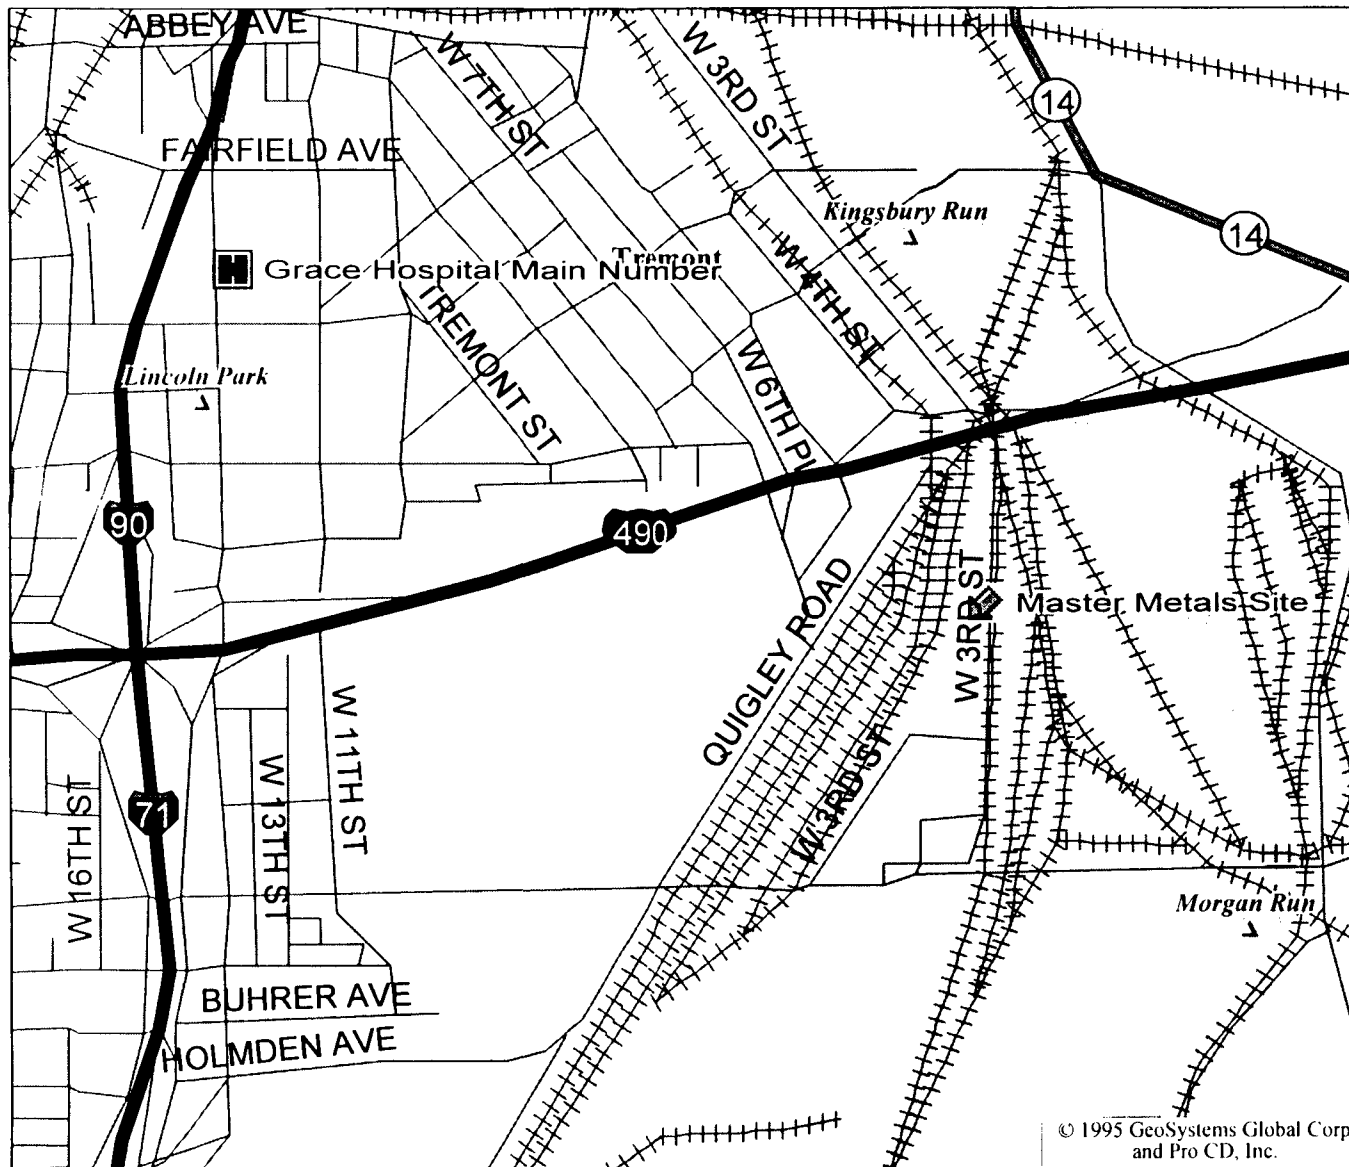 ABBEY AVE
W 7TH ST
W 3RD ST
14
FAIRFIELD AVE
Kingsbury Run
14
H Grace Hospital Main Number
Tremont
W 4TH ST
TREMONT ST
W 6TH PL
Lincoln Park
90
490
QUIGLEY ROAD
W 3RD ST
Master Metals Site
W 11TH ST
W 13TH ST
W 16TH ST
71
W 3RD ST
Morgan Run
BUHRER AVE
HOLMDEN AVE
© 1995 GeoSystems Global Corp
and Pro CD, Inc.